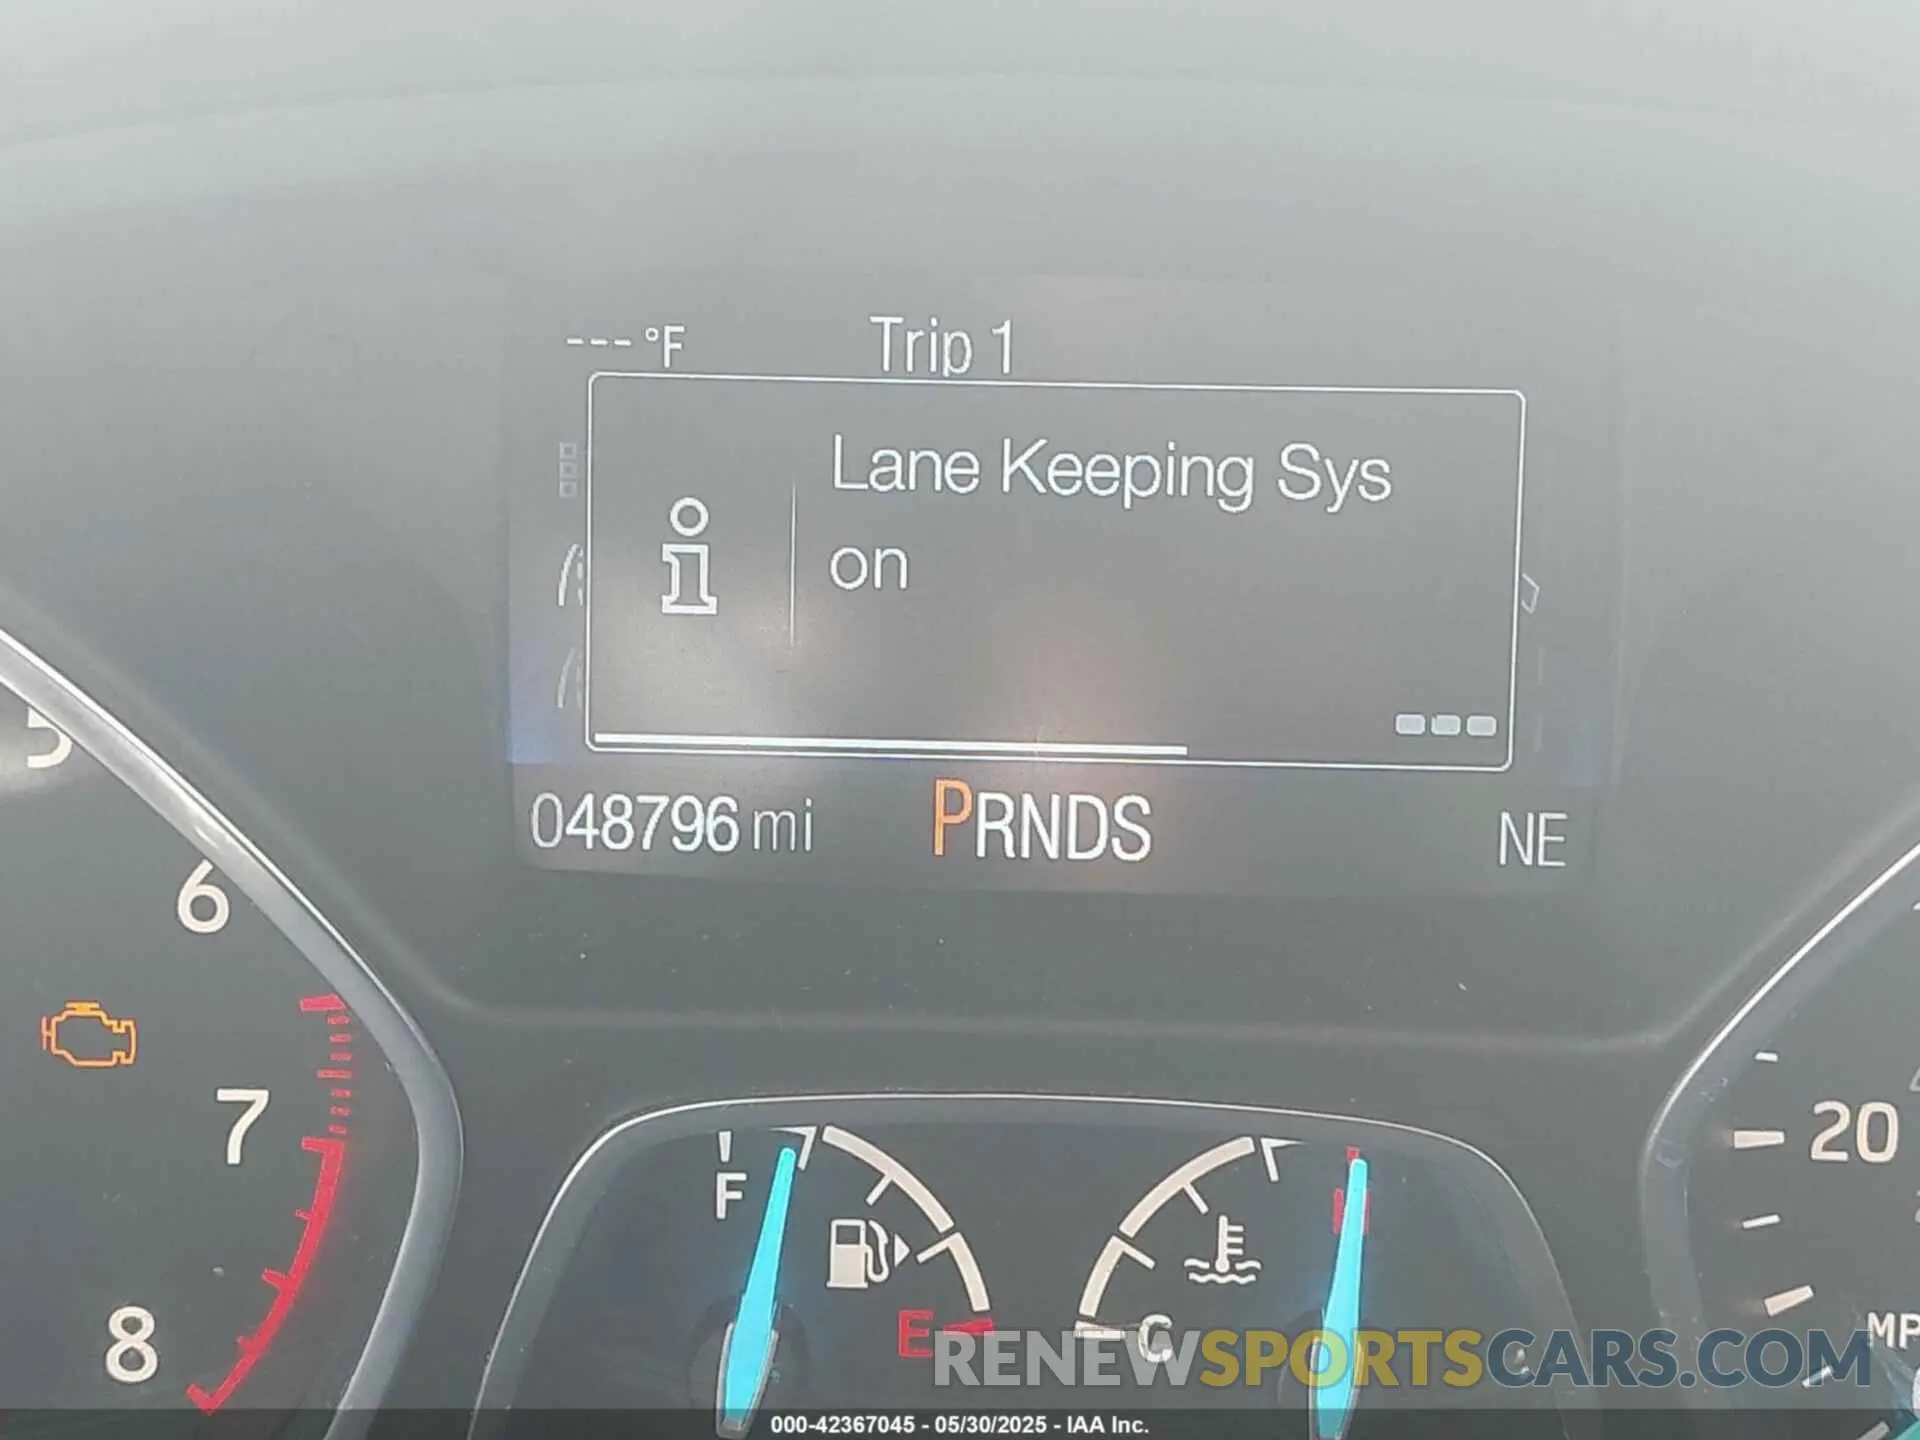 --- °F
Trip 1
Lane Keeping Sys
on
048796 mi
PRNDS
NE
5
6
7
8
F
E
C
20
RENEWSPORTSCARS.COM
000-42367045 - 05/30/2025 - IAA Inc.